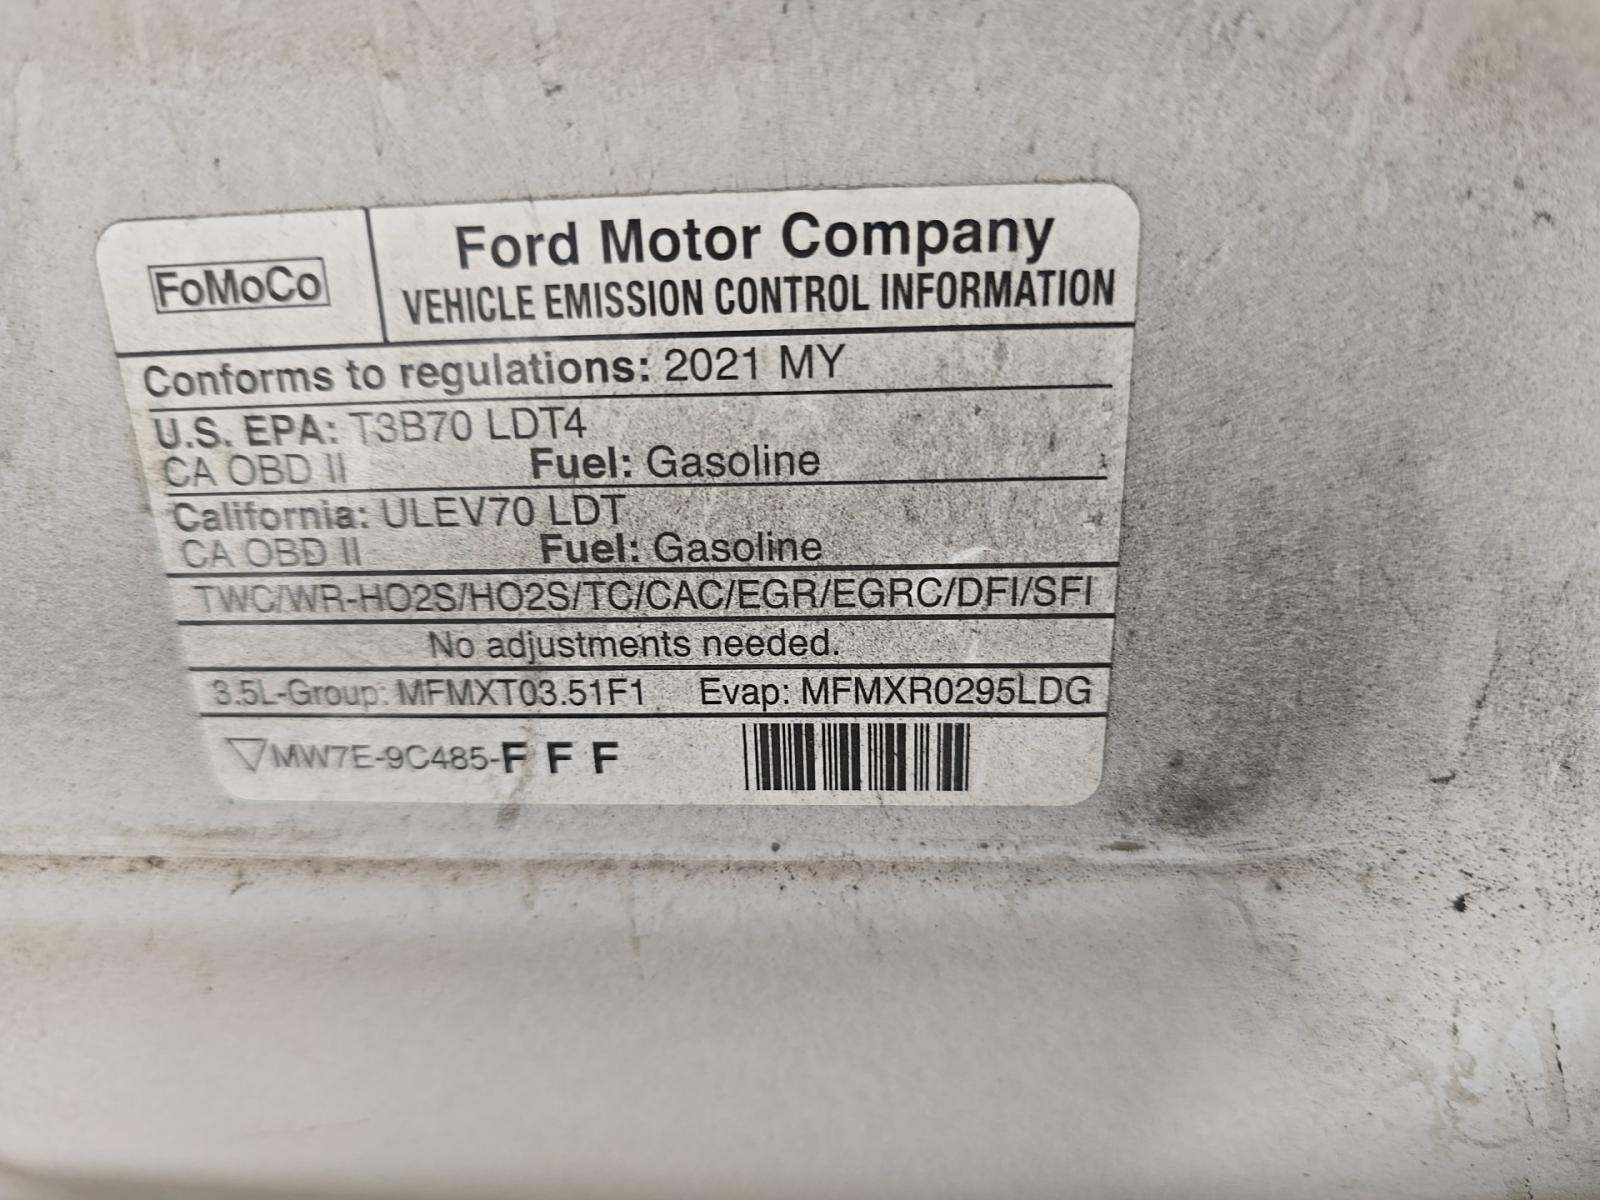 FoMoCo
Ford Motor Company
VEHICLE EMISSION CONTROL INFORMATION
Conforms to regulations: 2021 MY
U.S. EPA: T3B70 LDT4
CA OBD II Fuel: Gasoline
California: ULEV70 LDT
CA OBD II Fuel: Gasoline
TWC/WR-HO2S/HO2S/TC/CAC/EGR/EGRC/DFI/SFI
No adjustments needed.
3.5L-Group: MFMXT03.51F1 Evap: MFMXR0295LDG
MW7E-9C485-F F F